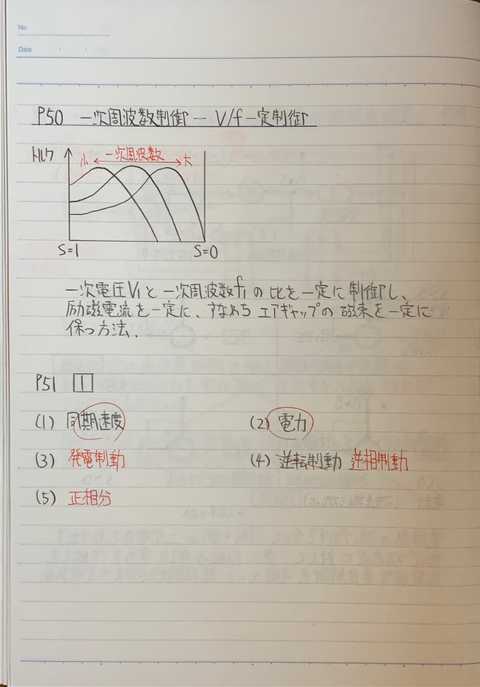 No.
Date
P50 一次周波数制御 ― V/f一定制御
トルク
小 一次周波数 大
S=1 S=0
一次電圧V₁と一次周波数f₁の比を一定に制御し、
励磁電流を一定に、すなわちエアギャップの磁束を一定に
保つ方法.
P51 1
(1) 同期速度 (2) 電力
(3) 発電制動 (4) 逆転制動 逆相制動
(5) 正相分